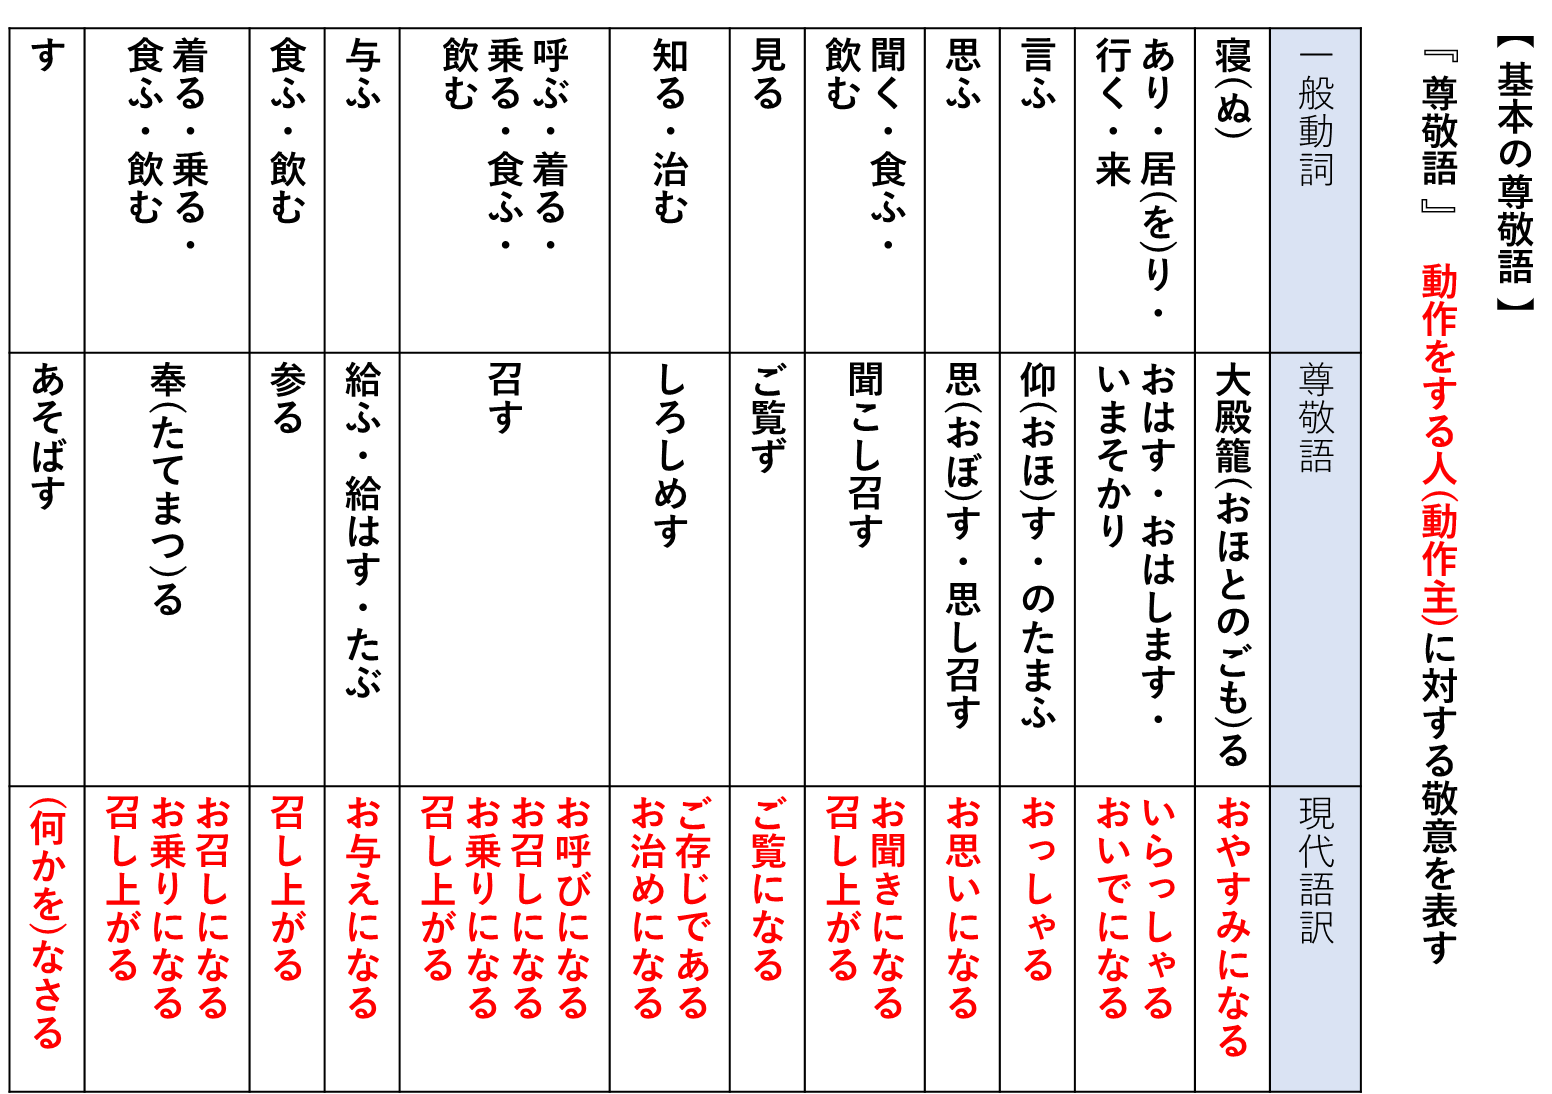 【基本の尊敬語】
『尊敬語』　動作をする人(動作主)に対する敬意を表す
一般動詞
尊敬語
現代語訳
寝(ぬ)
大殿籠(おほとのごも)る
おやすみになる
あり・居(を)り・
行く・来
おはす・おはします・
いまそかり
いらっしゃる
おいでになる
言ふ
仰(おほ)す・のたまふ
おっしゃる
思ふ
思(おぼ)す・思し召す
お思いになる
聞く・食ふ・
飲む
聞こし召す
お聞きになる
召し上がる
見る
ご覧ず
ご覧になる
知る・治む
しろしめす
ご存じである
お治めになる
呼ぶ・着る・
乗る・食ふ・
飲む
召す
お呼びになる
お召しになる
お乗りになる
召し上がる
与ふ
給ふ・給はす・たぶ
お与えになる
食ふ・飲む
参る
召し上がる
着る・乗る・
食ふ・飲む
奉(たてまつ)る
お召しになる
お乗りになる
召し上がる
す
あそばす
(何かを)なさる